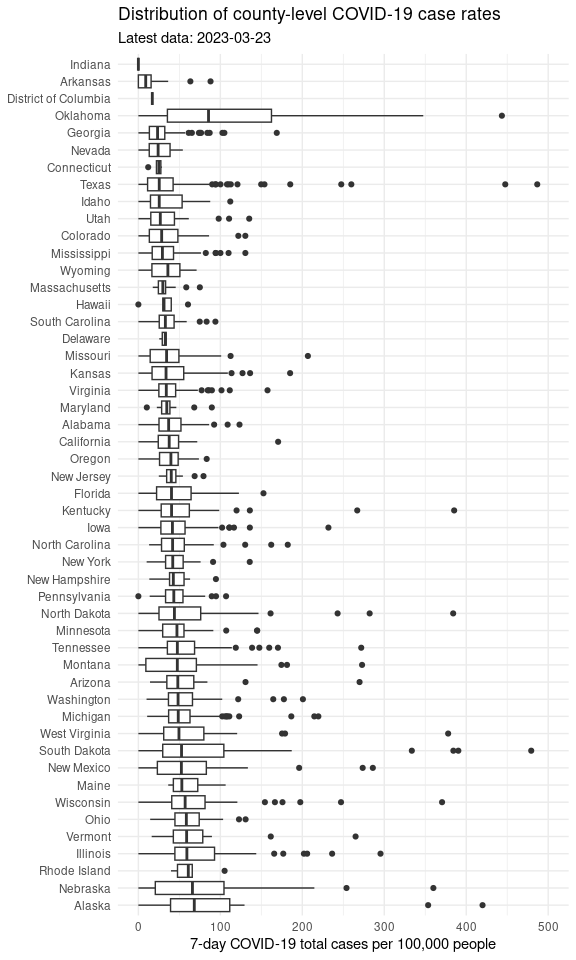 Distribution of county-level COVID-19 case rates
Latest data: 2023-03-23
Indiana
Arkansas
District of Columbia
Oklahoma
Georgia
Nevada
Connecticut
Texas
Idaho
Utah
Colorado
Mississippi
Wyoming
Massachusetts
Hawaii
South Carolina
Delaware
Missouri
Kansas
Virginia
Maryland
Alabama
California
Oregon
New Jersey
Florida
Kentucky
Iowa
North Carolina
New York
New Hampshire
Pennsylvania
North Dakota
Minnesota
Tennessee
Montana
Arizona
Washington
Michigan
West Virginia
South Dakota
New Mexico
Maine
Wisconsin
Ohio
Vermont
Illinois
Rhode Island
Nebraska
Alaska
0 100 200 300 400 500
7-day COVID-19 total cases per 100,000 people